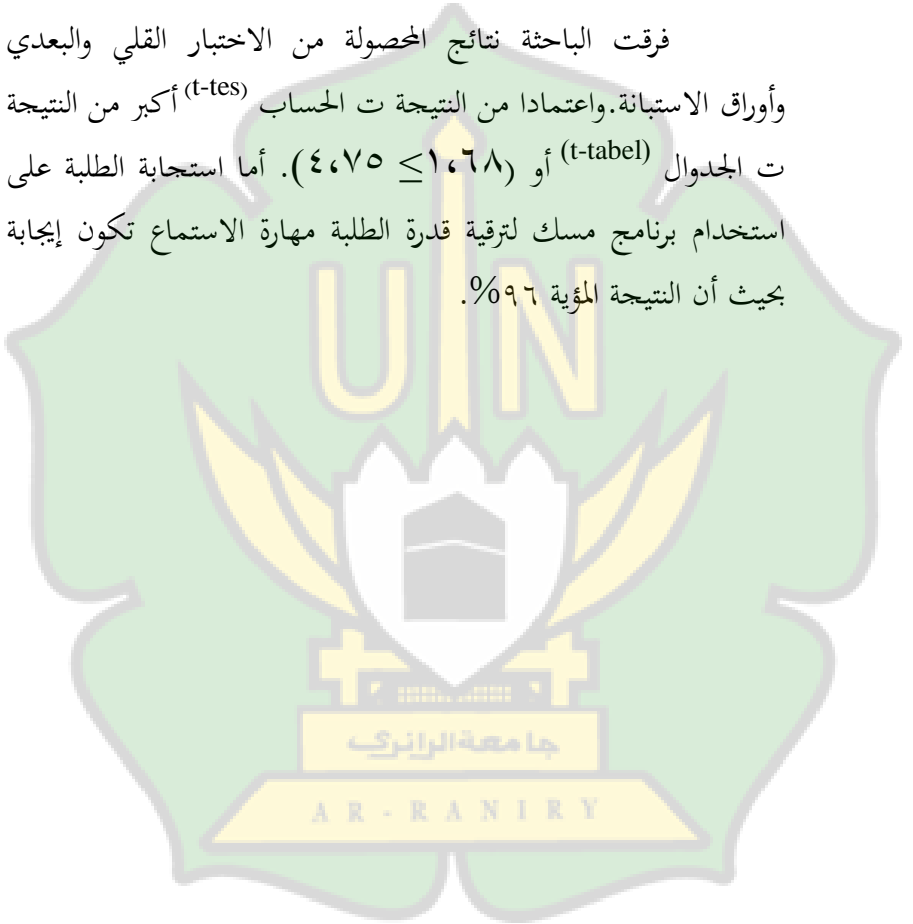 فرقت الباحثة نتائج المحصولة من الاختبار القلي والبعدي
وأوراق الاستبانة.واعتمادا من النتيجة ت الحساب (t-tes) أكبر من النتيجة
ت الجدوال (t-tabel) أو (١،٦٨≥ ٤،٧٥). أما استجابة الطلبة على
استخدام برنامج مسك لترقية قدرة الطلبة مهارة الاستماع تكون إيجابة
بحيث أن النتيجة المؤية ٩٦%.
UIN
جامعة الرانري
AR-RANIRY